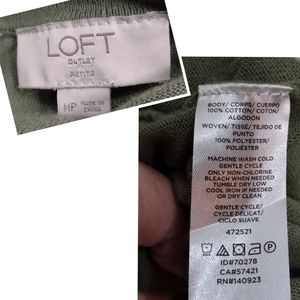 LOFT
OUTLET
PETITE
MP
MADE IN
CHINA
BODY/ CORPS/ CUERPO
100% COTTON/ COTON/
ALGODÓN
WOVEN/ TISSÉ/ TEJIDO DE
PUNTO
100% POLYESTER/
POLIÉSTER
MACHINE WASH COLD
GENTLE CYCLE
ONLY NON-CHLORINE
BLEACH WHEN NEEDED
TUMBLE DRY LOW
COOL IRON IF NEEDED
OR DRY CLEAN
GENTLE CYCLE/
CYCLE DÉLICAT/
CICLO SUAVE
472521
P
ID#70278
CA#57421
RN#140923